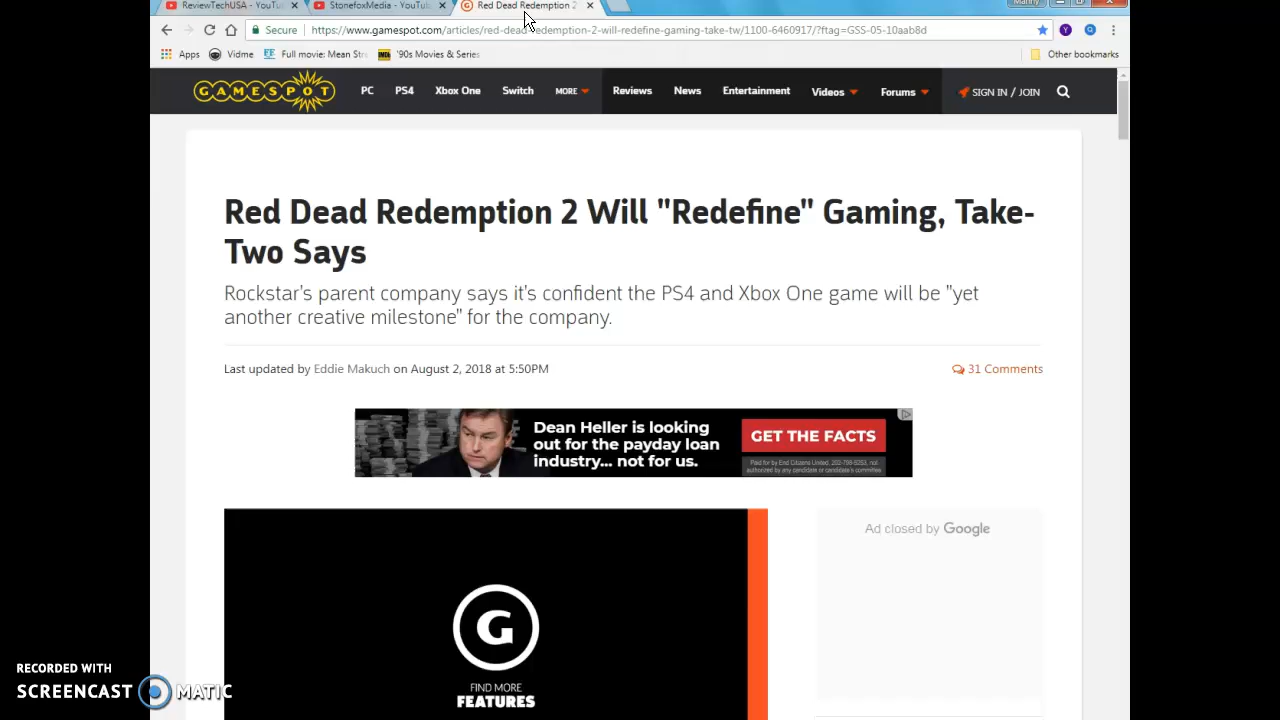 ReviewTechUSA - YouTu
StonefoxMedia - YouTub
Red Dead Redemption 2
Manny
Secure
https://www.gamespot.com/articles/red-dead-redemption-2-will-redefine-gaming-take-tw/1100-6460917/?ftag=GSS-05-10aab8d
Apps
Vidme
Full movie: Mean Stre
IMDb
'90s Movies & Series
Other bookmarks
GAMESPOT
PC
PS4
Xbox One
Switch
MORE
Reviews
News
Entertainment
Videos
Forums
SIGN IN / JOIN
Red Dead Redemption 2 Will "Redefine" Gaming, Take-
Two Says
Rockstar's parent company says it's confident the PS4 and Xbox One game will be "yet
another creative milestone" for the company.
Last updated by Eddie Makuch on August 2, 2018 at 5:50PM
31 Comments
Dean Heller is looking
out for the payday loan
industry... not for us.
GET THE FACTS
Paid for by End Citizens United, 202-798-5253, not
authorized by any candidate or candidate's committee
Ad closed by Google
G
FIND MORE
FEATURES
RECORDED WITH
SCREENCAST MATIC